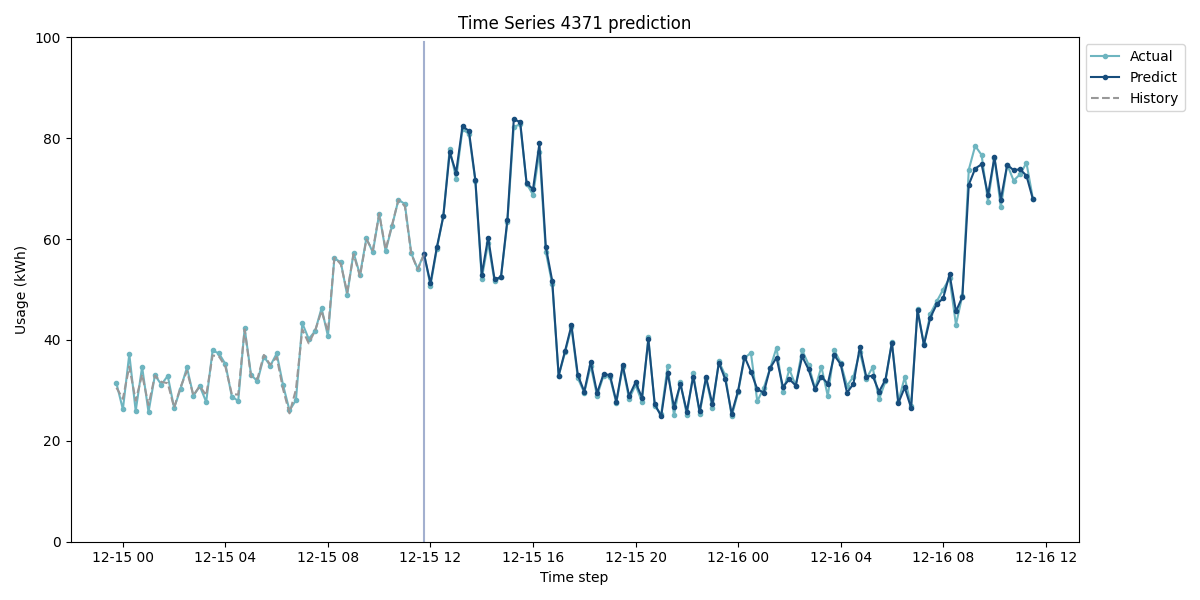 Time Series 4371 prediction
100
80
60
40
20
0
Usage (kWh)
12-15 00
12-15 04
12-15 08
12-15 12
12-15 16
12-15 20
12-16 00
12-16 04
12-16 08
12-16 12
Time step
Actual
Predict
History